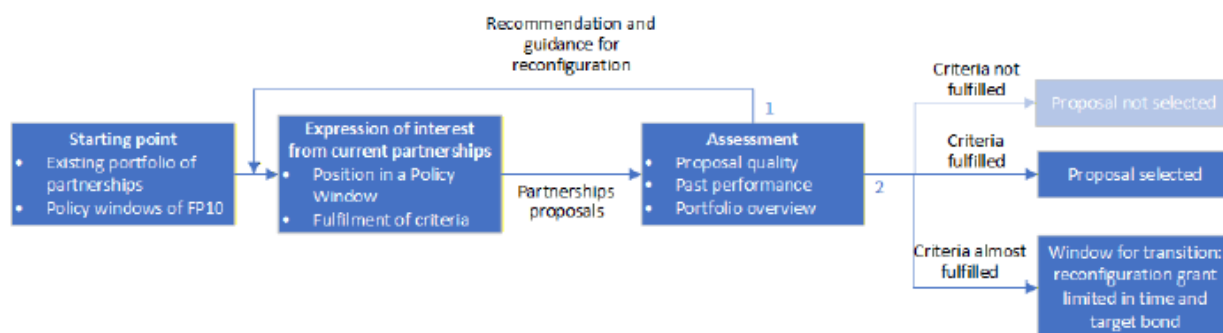 Recommendation and
guidance for
reconfiguration
Starting point
• Existing portfolio of
partnerships
• Policy windows of FP10
Expression of interest
from current partnerships
• Position in a Policy
Window
• Fulfilment of criteria
Partnerships
proposals
1
Assessment
• Proposal quality
• Past performance
• Portfolio overview
2
Criteria not
fulfilled
Proposal not selected
Criteria
fulfilled
Proposal selected
Criteria almost
fulfilled
Window for transition:
reconfiguration grant
limited in time and
target bond